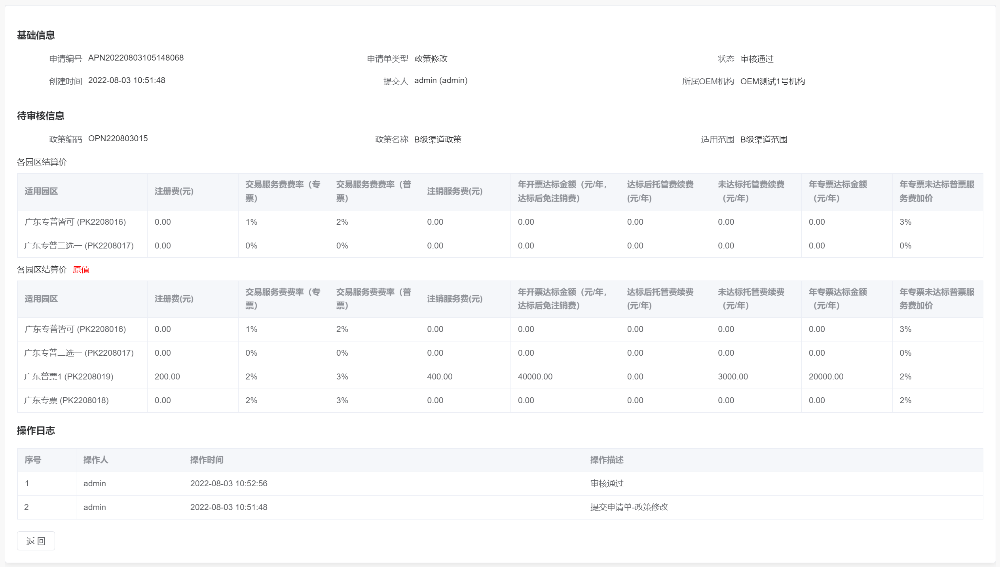 基础信息
申请编号 APN20220803105148068 申请单类型 政策修改 状态 审核通过
创建时间 2022-08-03 10:51:48 提交人 admin (admin) 所属OEM机构 OEM测试1号机构
待审核信息
政策编码 OPN220803015 政策名称 B级渠道政策 适用范围 B级渠道范围
各园区结算价
适用园区 注册费(元) 交易服务费费率（专票） 交易服务费费率（普票） 注销服务费(元) 年开票达标金额（元/年，达标后免注销费） 达标后托管费续费(元/年) 未达标托管费续费（元/年） 年专票达标金额（元/年） 年专票未达标普票服务费加价
广东专普皆可 (PK2208016) 0.00 1% 2% 0.00 0.00 0.00 0.00 0.00 3%
广东专普二选一 (PK2208017) 0.00 0% 0% 0.00 0.00 0.00 0.00 0.00 0%
各园区结算价 原值
适用园区 注册费(元) 交易服务费费率（专票） 交易服务费费率（普票） 注销服务费(元) 年开票达标金额（元/年，达标后免注销费） 达标后托管费续费(元/年) 未达标托管费续费（元/年） 年专票达标金额（元/年） 年专票未达标普票服务费加价
广东专普皆可 (PK2208016) 0.00 1% 2% 0.00 0.00 0.00 0.00 0.00 3%
广东专普二选一 (PK2208017) 0.00 0% 0% 0.00 0.00 0.00 0.00 0.00 0%
广东普票1 (PK2208019) 200.00 2% 3% 400.00 40000.00 0.00 3000.00 20000.00 2%
广东专票 (PK2208018) 0.00 2% 3% 0.00 0.00 0.00 0.00 0.00 2%
操作日志
序号 操作人 操作时间 操作描述
1 admin 2022-08-03 10:52:56 审核通过
2 admin 2022-08-03 10:51:48 提交申请单-政策修改
返 回